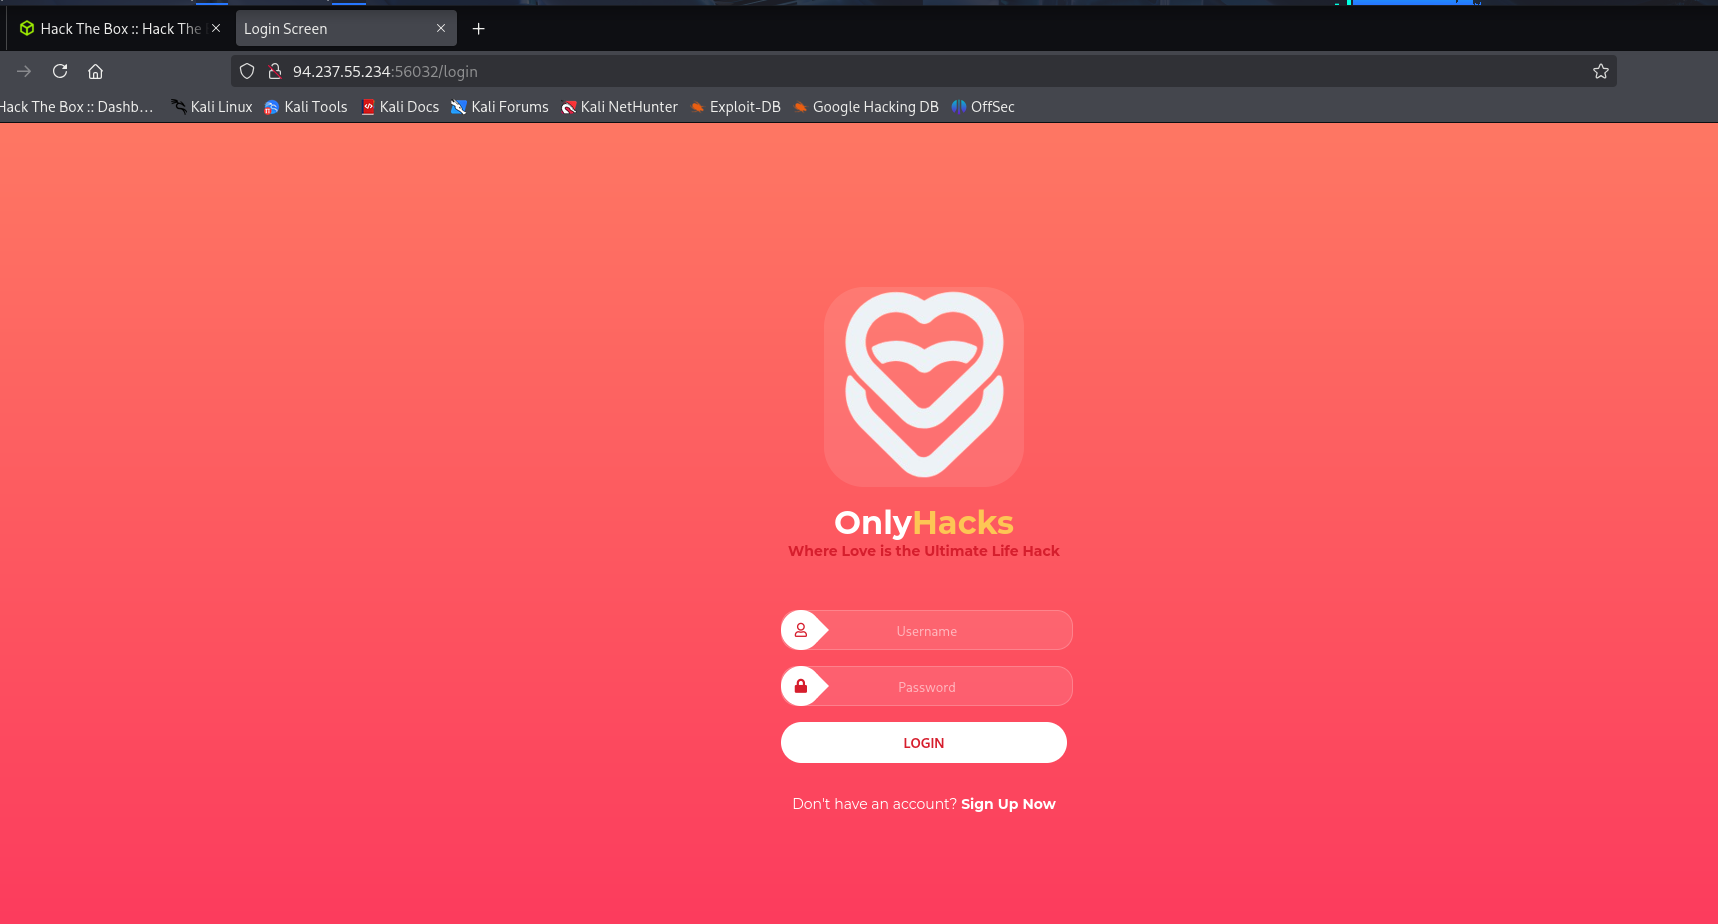 Hack The Box :: Hack The
Login Screen
94.237.55.234:56032/login
Hack The Box :: Dashb…
Kali Linux
Kali Tools
Kali Docs
Kali Forums
Kali NetHunter
Exploit-DB
Google Hacking DB
OffSec
OnlyHacks
Where Love is the Ultimate Life Hack
Username
Password
LOGIN
Don't have an account? Sign Up Now